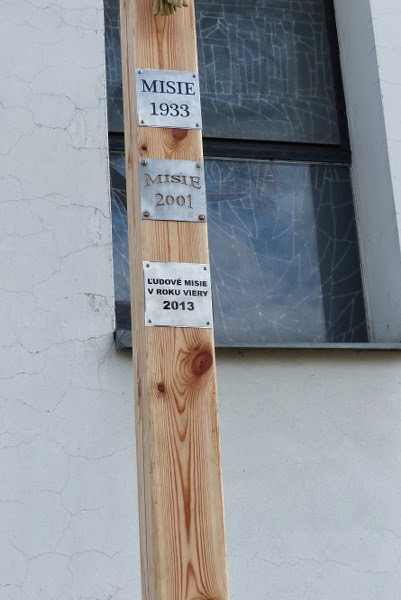 MISIE
1933
MISIE
2001
ĽUDOVÉ MISIE
V ROKU VIERY
2013